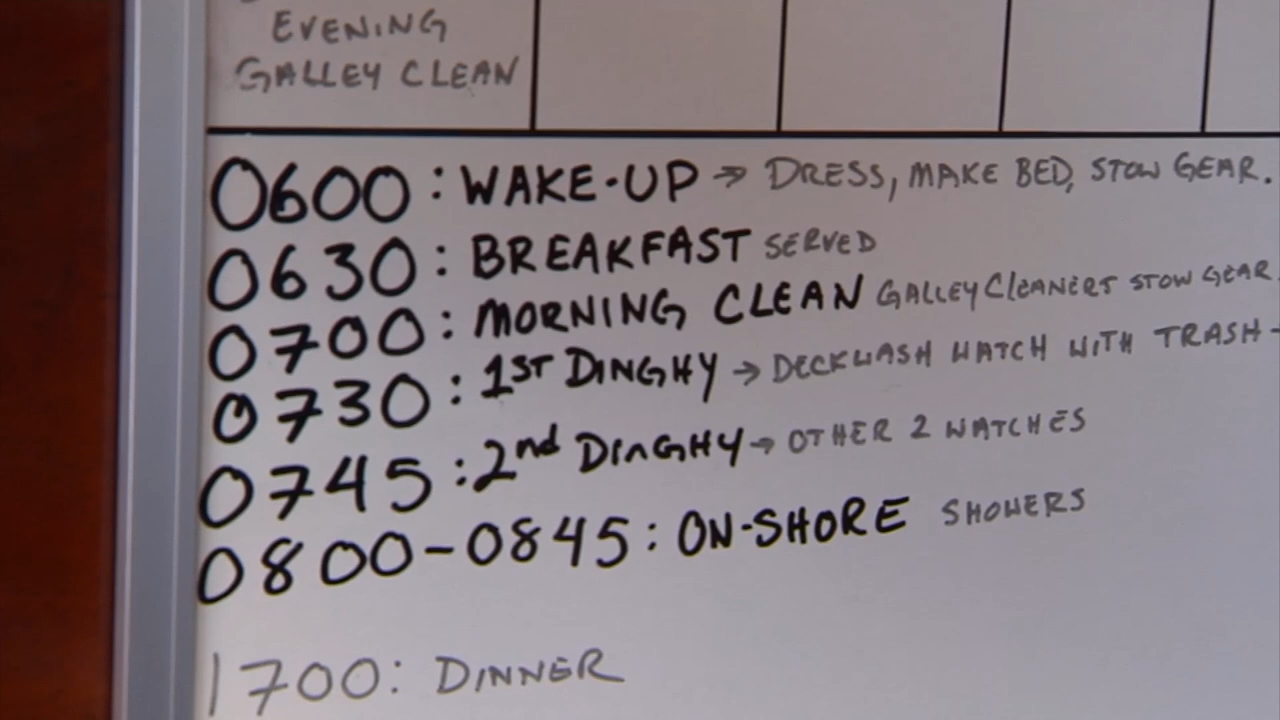 EVENING
GALLEY CLEAN
0600: WAKE-UP → DRESS, MAKE BED, STOW GEAR.
0630: BREAKFAST SERVED
0700: MORNING CLEAN GALLEY CLEANERS STOW GEAR
0730: 1ST DINGHY → DECKWASH WATCH WITH TRASH-
0745: 2nd DINGHY → OTHER 2 WATCHES
0800-0845: ON-SHORE SHOWERS
1700: DINNER